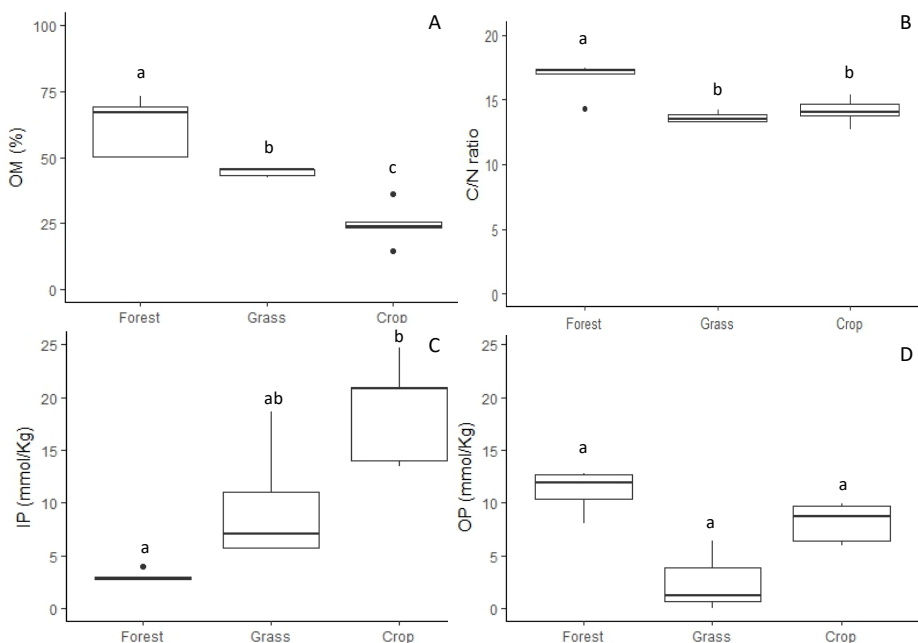 A
100
75
50
25
0
OM (%)
a
b
c
Forest Grass Crop
B
20
15
10
5
0
C/N ratio
a
b
b
Forest Grass Crop
C
25
20
15
10
5
0
IP (mmol/Kg)
a
ab
b
Forest Grass Crop
D
25
20
15
10
5
0
OP (mmol/Kg)
a
a
a
Forest Grass Crop